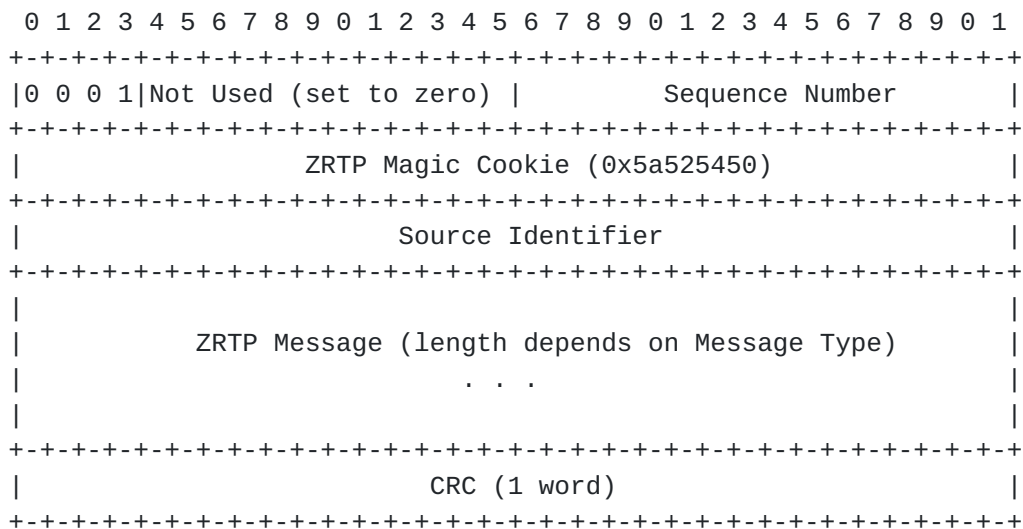 0 1 2 3 4 5 6 7 8 9 0 1 2 3 4 5 6 7 8 9 0 1 2 3 4 5 6 7 8 9 0 1
+-+-+-+-+-+-+-+-+-+-+-+-+-+-+-+-+-+-+-+-+-+-+-+-+-+-+-+-+-+-+-+-+
|0 0 0 1|Not Used (set to zero) |         Sequence Number       |
+-+-+-+-+-+-+-+-+-+-+-+-+-+-+-+-+-+-+-+-+-+-+-+-+-+-+-+-+-+-+-+-+
|                  ZRTP Magic Cookie (0x5a525450)               |
+-+-+-+-+-+-+-+-+-+-+-+-+-+-+-+-+-+-+-+-+-+-+-+-+-+-+-+-+-+-+-+-+
|                        Source Identifier                      |
+-+-+-+-+-+-+-+-+-+-+-+-+-+-+-+-+-+-+-+-+-+-+-+-+-+-+-+-+-+-+-+-+
|                                                               |
|           ZRTP Message (length depends on Message Type)       |
|                            . . .                              |
|                                                               |
+-+-+-+-+-+-+-+-+-+-+-+-+-+-+-+-+-+-+-+-+-+-+-+-+-+-+-+-+-+-+-+-+
|                          CRC (1 word)                         |
+-+-+-+-+-+-+-+-+-+-+-+-+-+-+-+-+-+-+-+-+-+-+-+-+-+-+-+-+-+-+-+-+